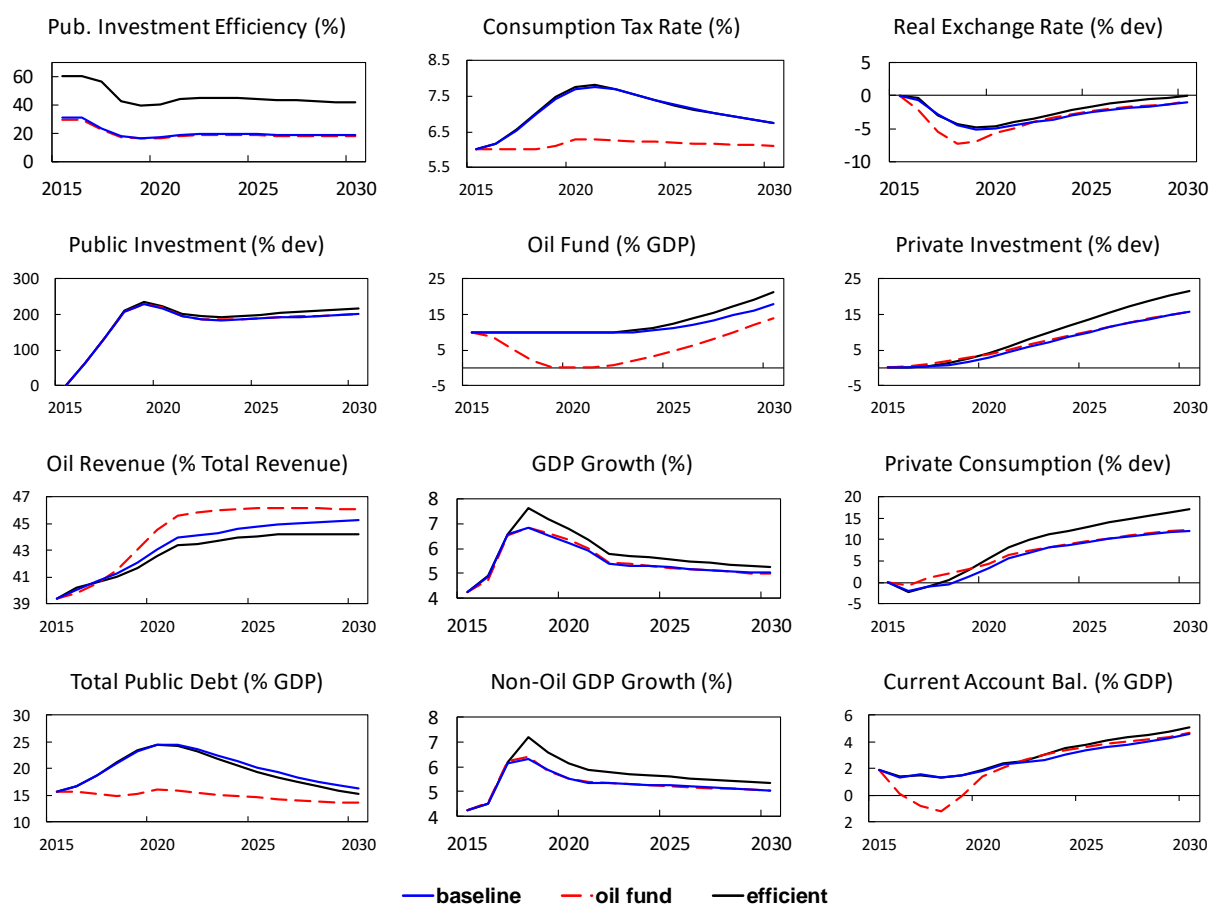 Pub. Investment Efficiency (%)
60
40
20
0
2015 2020 2025 2030
Consumption Tax Rate (%)
8.5
7.5
6.5
5.5
2015 2020 2025 2030
Real Exchange Rate (% dev)
5
0
-5
-10
2015 2020 2025 2030
Public Investment (% dev)
300
200
100
0
2015 2020 2025 2030
Oil Fund (% GDP)
25
15
5
-5
2015 2020 2025 2030
Private Investment (% dev)
25
15
5
-5
2015 2020 2025 2030
Oil Revenue (% Total Revenue)
47
45
43
41
39
2015 2020 2025 2030
GDP Growth (%)
8
7
6
5
4
2015 2020 2025 2030
Private Consumption (% dev)
20
15
10
5
0
-5
2015 2020 2025 2030
Total Public Debt (% GDP)
30
25
20
15
10
2015 2020 2025 2030
Non-Oil GDP Growth (%)
8
7
6
5
4
2015 2020 2025 2030
Current Account Bal. (% GDP)
6
4
2
0
2
2015 2020 2025 2030
baseline oil fund efficient